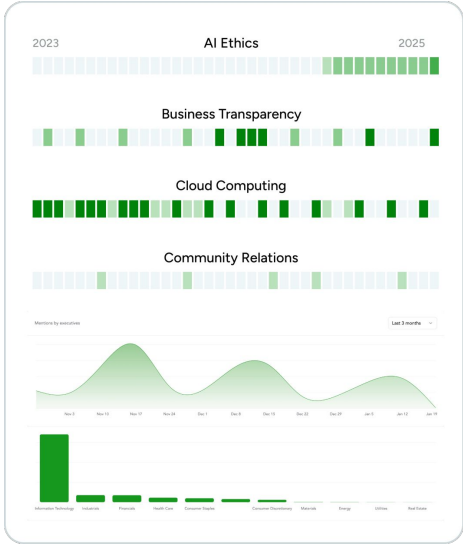 2023 AI Ethics 2025
Business Transparency
Cloud Computing
Community Relations
Mentions by executives Last 3 months
Nov 3 Nov 10 Nov 17 Nov 24 Dec 1 Dec 8 Dec 15 Dec 22 Dec 29 Jan 5 Jan 12 Jan 19
Information Technology Industrials Financials Health Care Consumer Staples Consumer Discretionary Materials Energy Utilities Real Estate